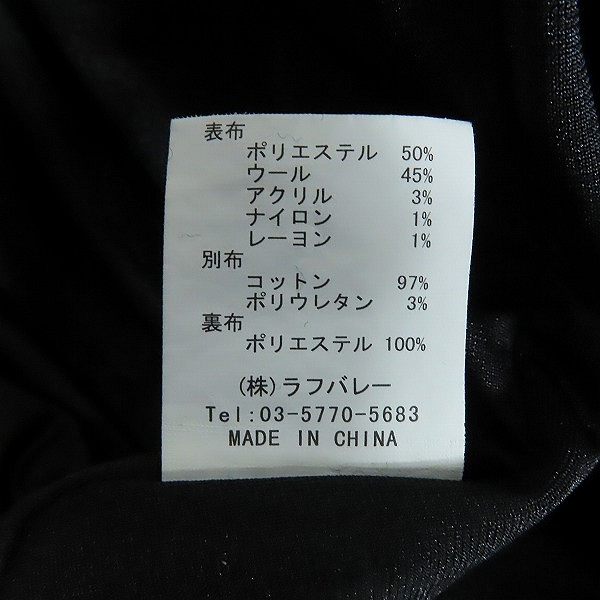 表布
ポリエステル 50%
ウール 45%
アクリル 3%
ナイロン 1%
レーヨン 1%
別布
コットン 97%
ポリウレタン 3%
裏布
ポリエステル 100%
(株)ラフバレー
Tel:03-5770-5683
MADE IN CHINA